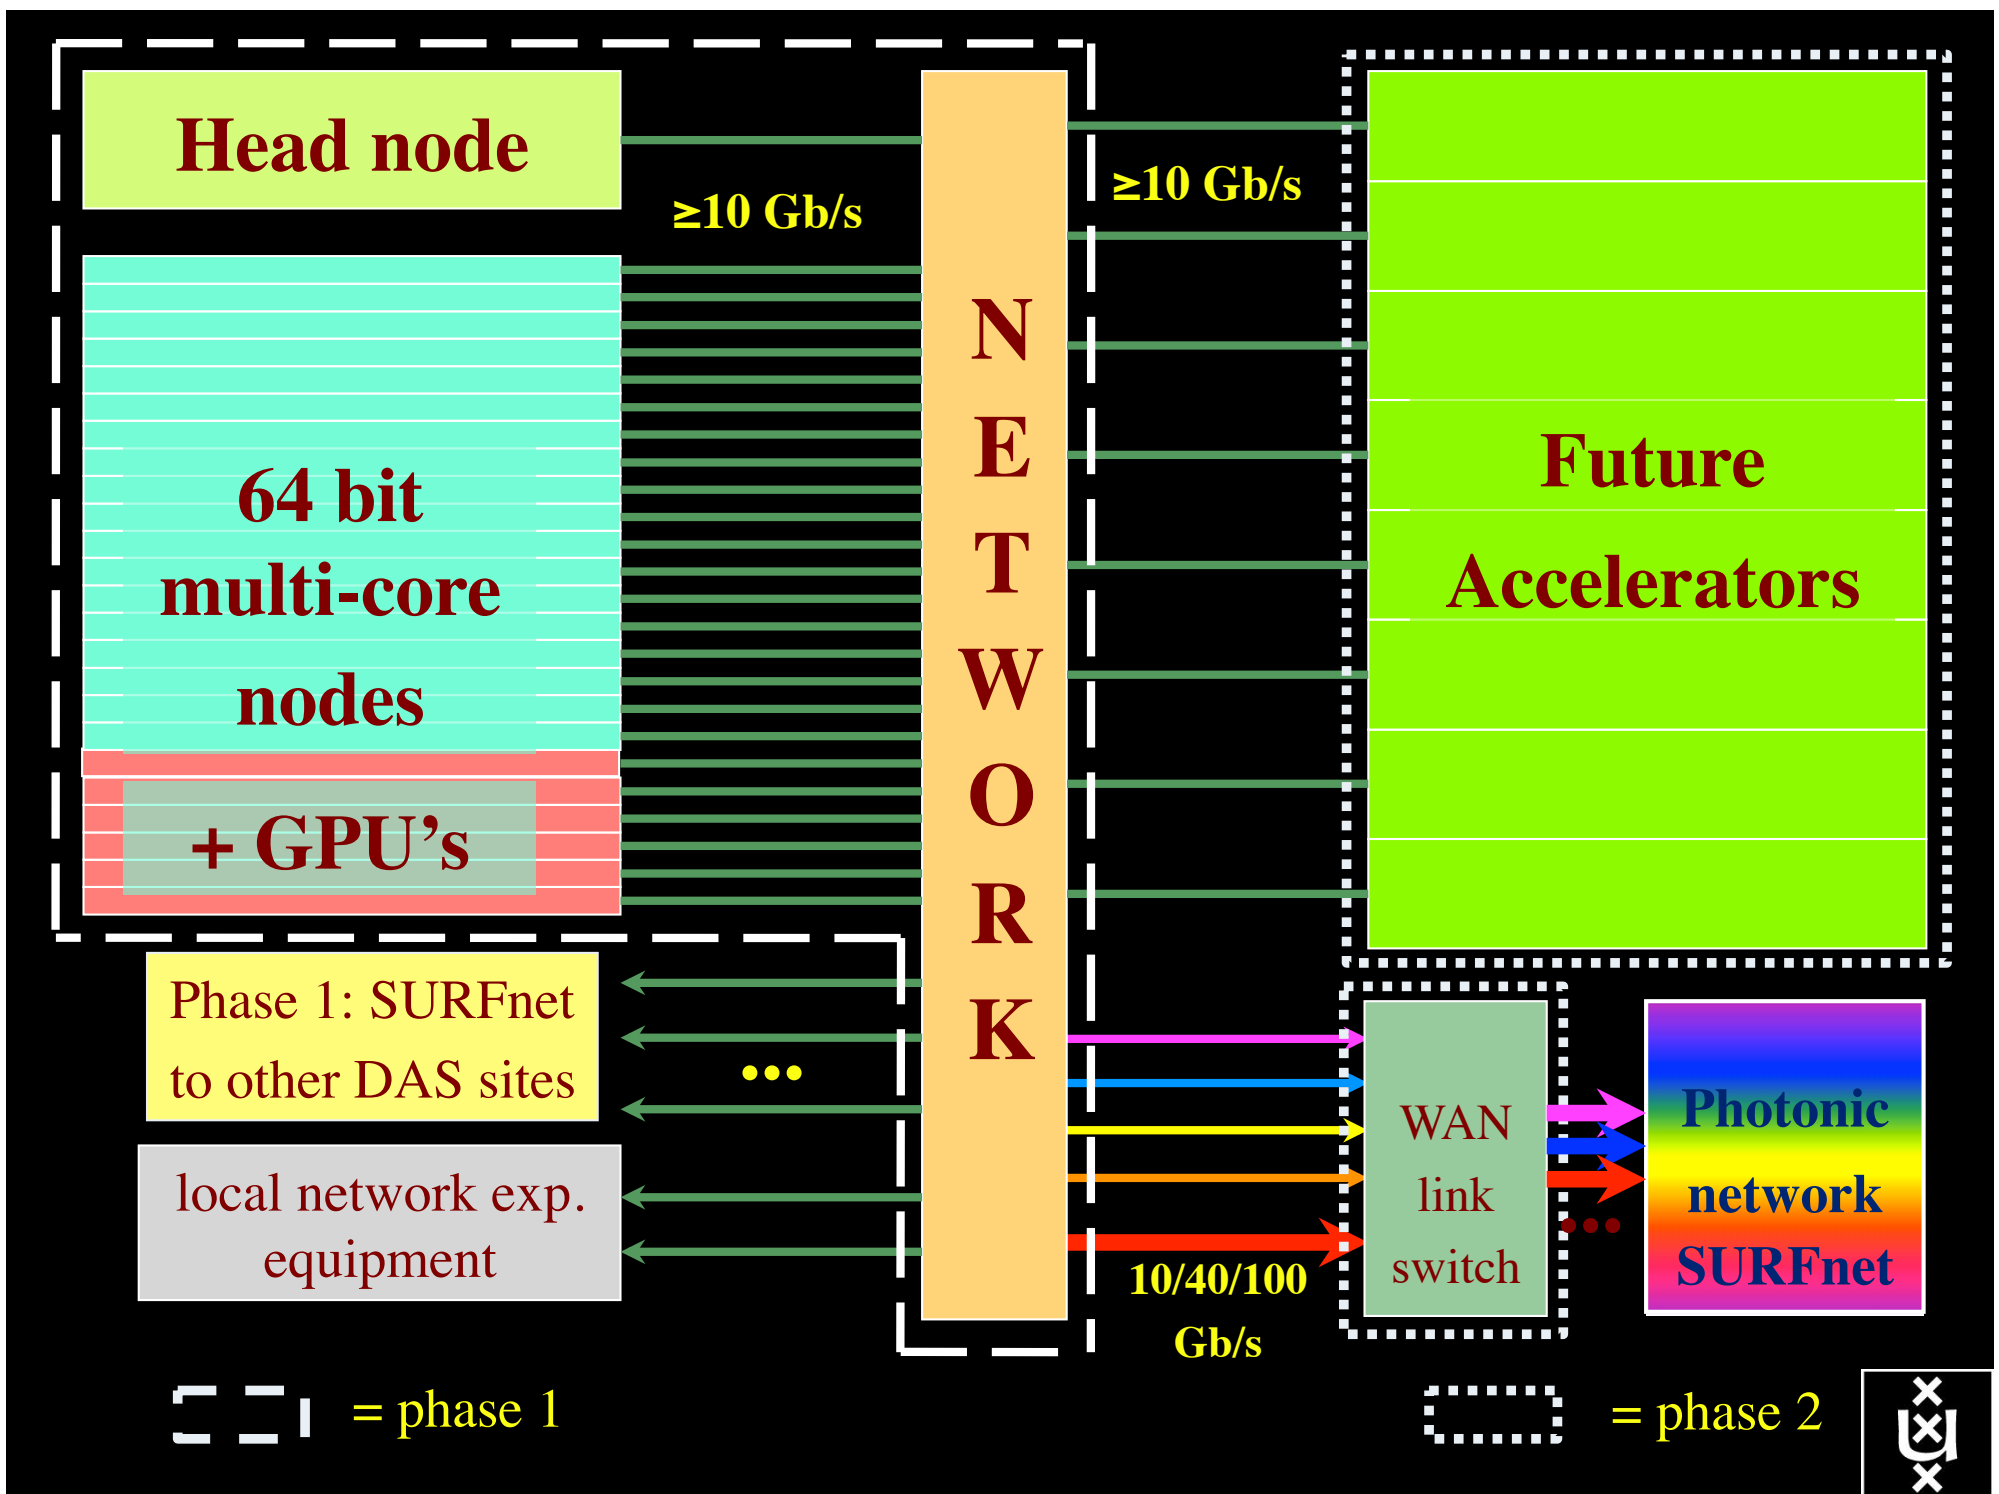 Head node
≥10 Gb/s
≥10 Gb/s
64 bit
multi-core
nodes
+ GPU’s
N
E
T
W
O
R
K
Future
Accelerators
Phase 1: SURFnet
to other DAS sites
...
local network exp.
equipment
10/40/100
Gb/s
WAN
link
switch
...
Photonic
network
SURFnet
= phase 1
= phase 2
u